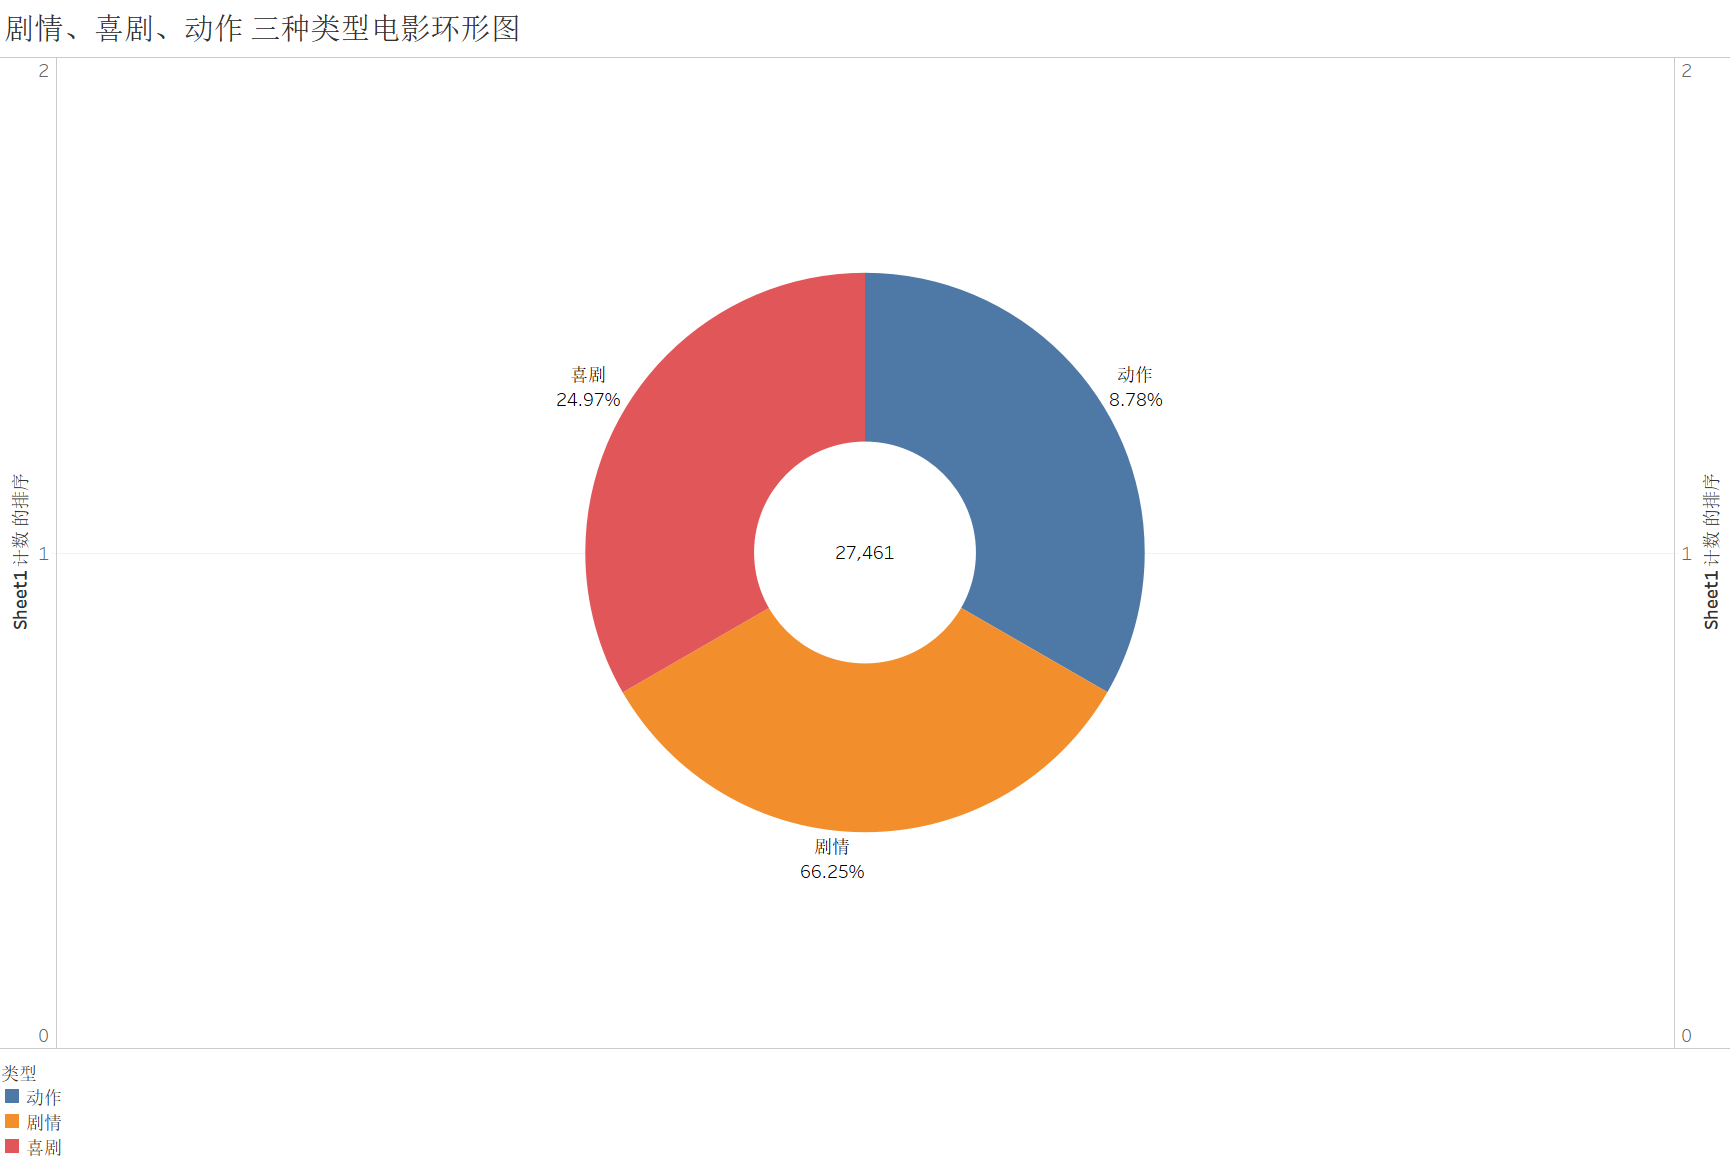 剧情、喜剧、动作 三种类型电影环形图
2
2
喜剧
24.97%
动作
8.78%
Sheet1 计数 的排序
1
27,461
1
Sheet1 计数 的排序
剧情
66.25%
0
0
类型
动作
剧情
喜剧